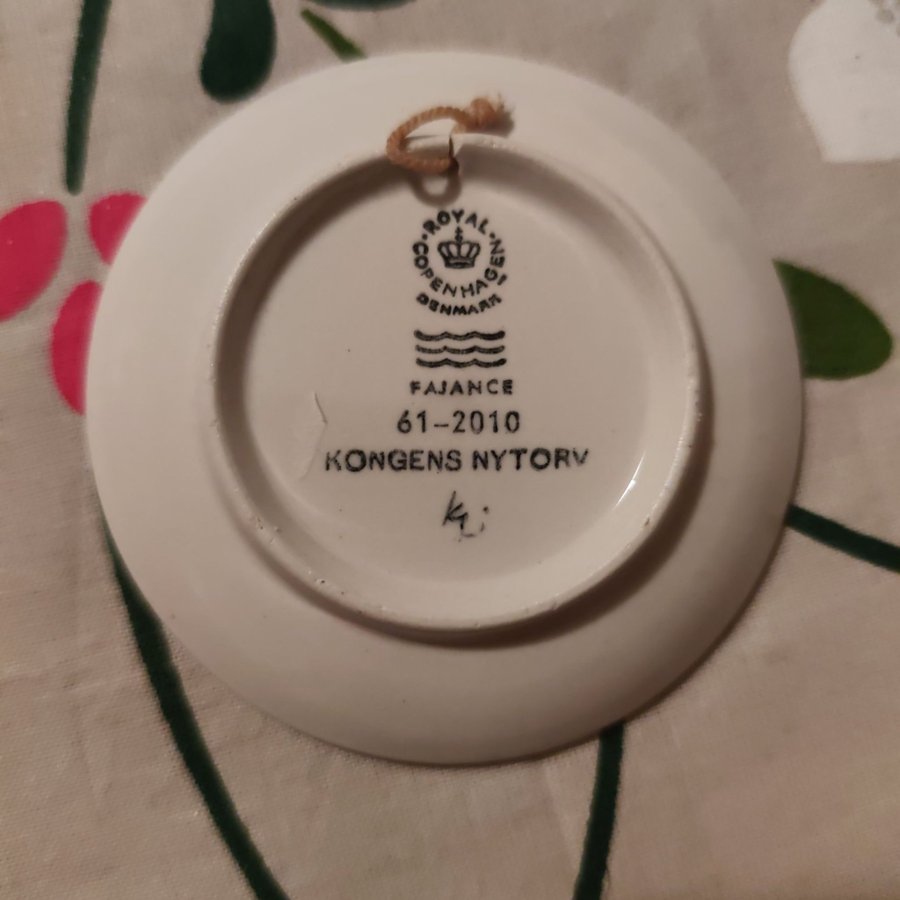 ROYAL COPENHAGEN
DENMARK
FAJANCE
61-2010
KONGENS NYTORV